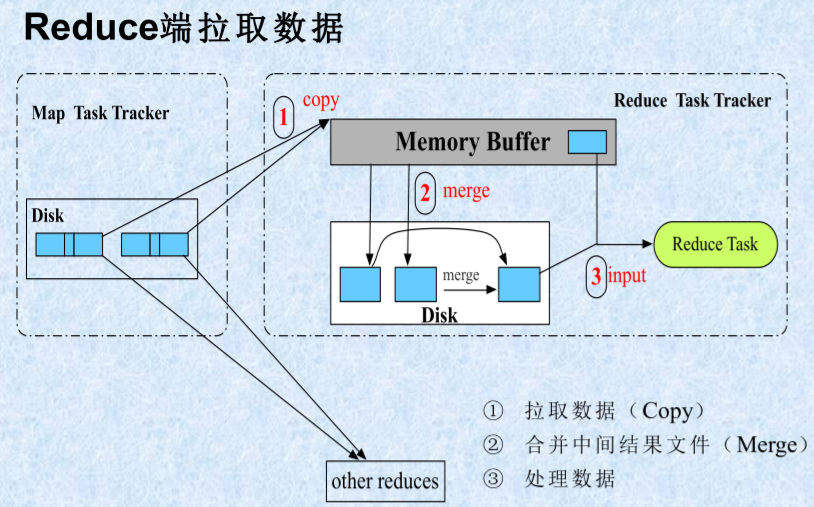 Reduce端拉取数据
Map Task Tracker
1 copy
Reduce Task Tracker
Memory Buffer
2 merge
Disk
Reduce Task
merge
3 input
Disk
① 拉取数据（Copy）
② 合并中间结果文件（Merge）
③ 处理数据
other reduces